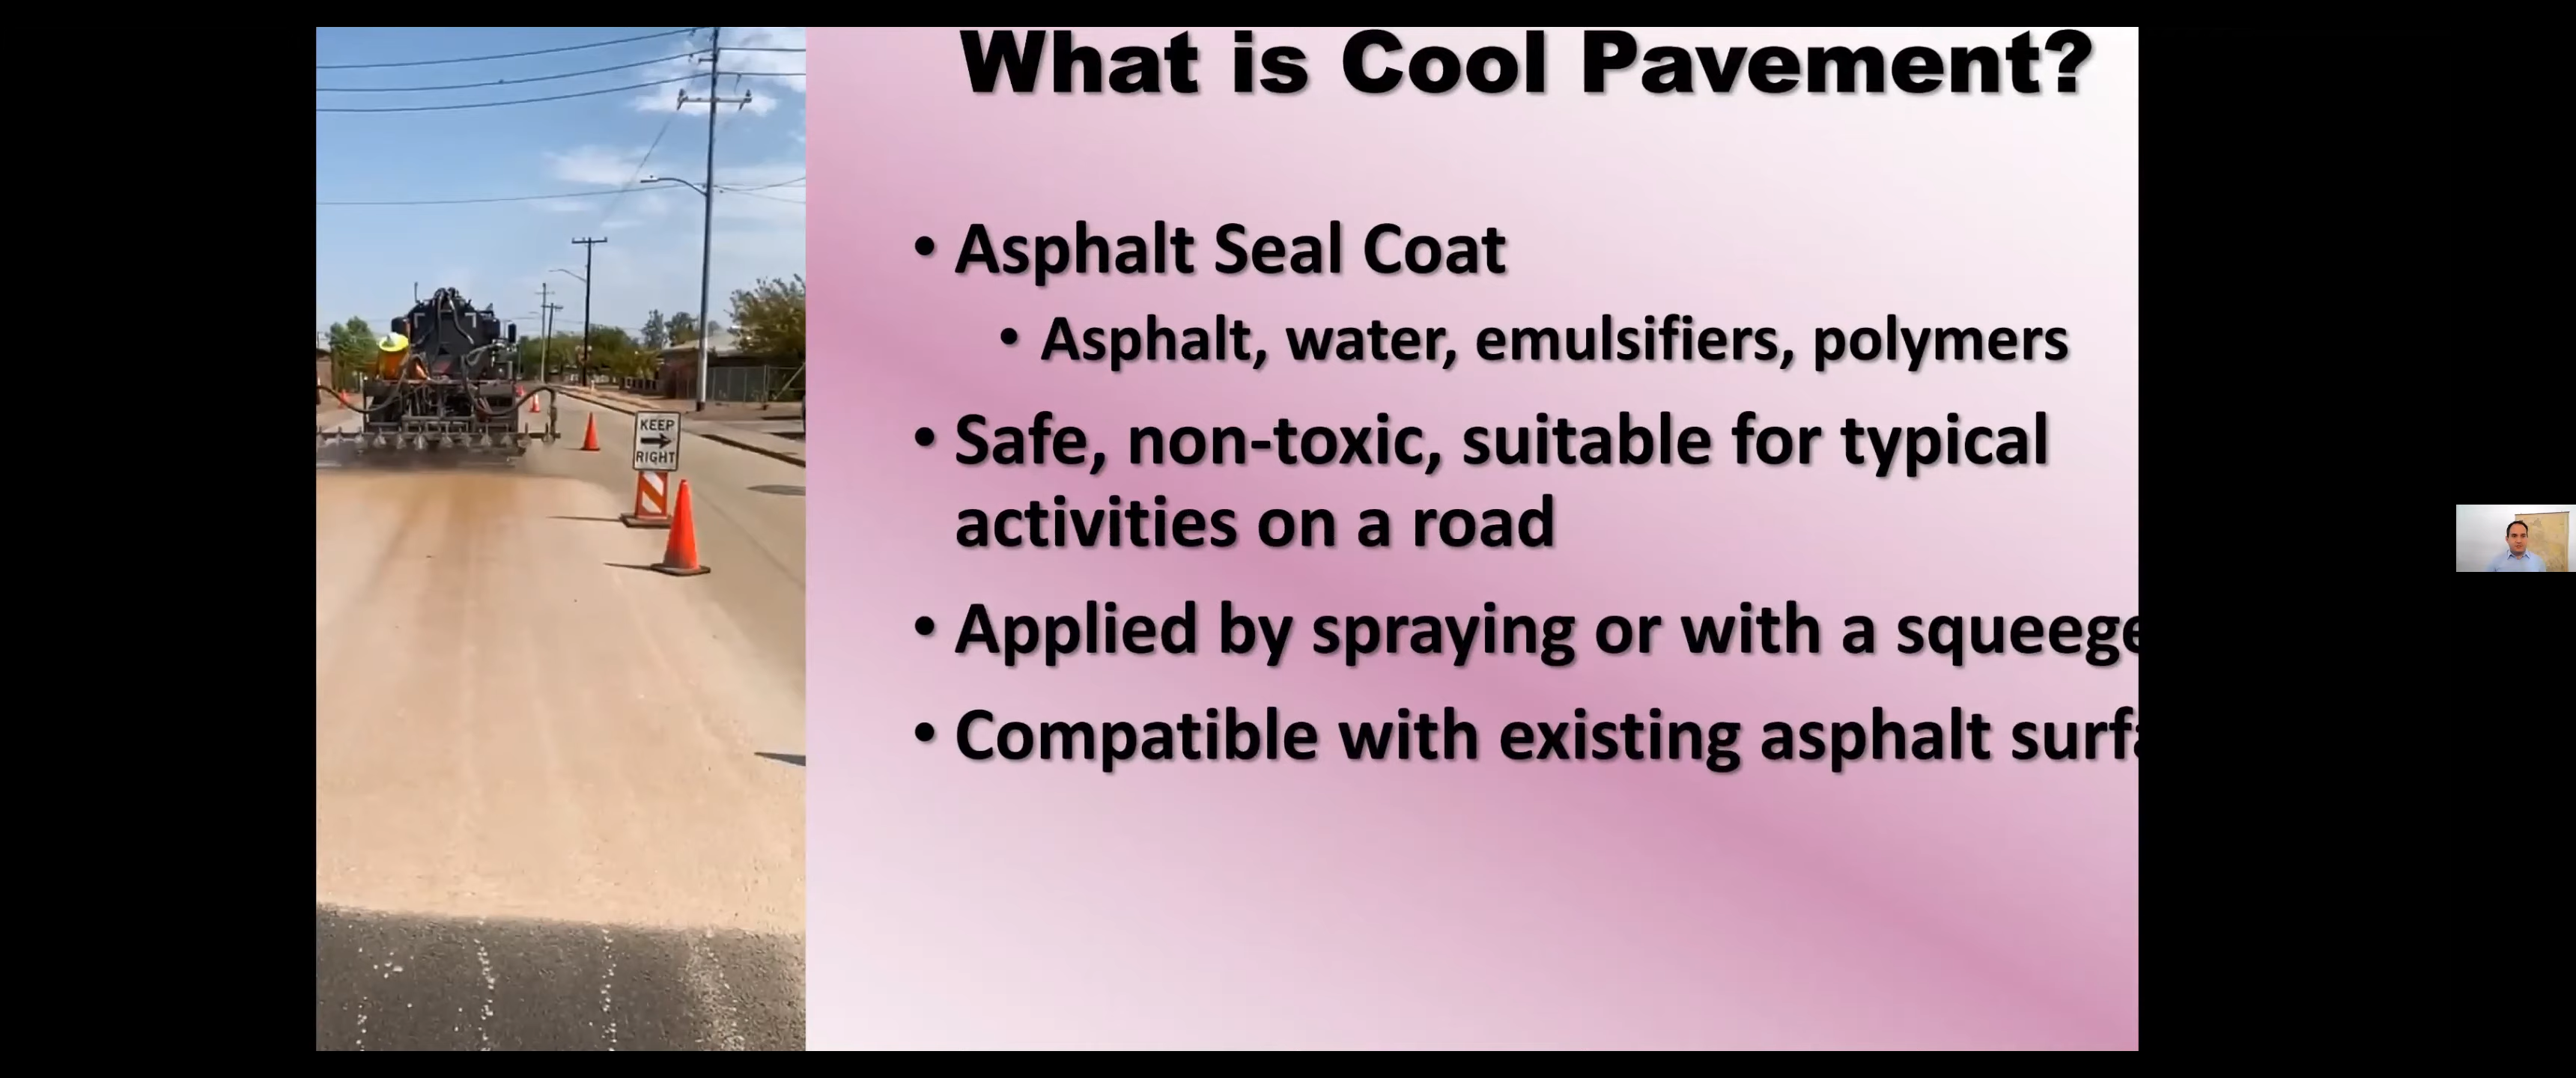 What is Cool Pavement?
• Asphalt Seal Coat
• Asphalt, water, emulsifiers, polymers
• Safe, non-toxic, suitable for typical
activities on a road
• Applied by spraying or with a squeege
• Compatible with existing asphalt surfa
KEEP
RIGHT